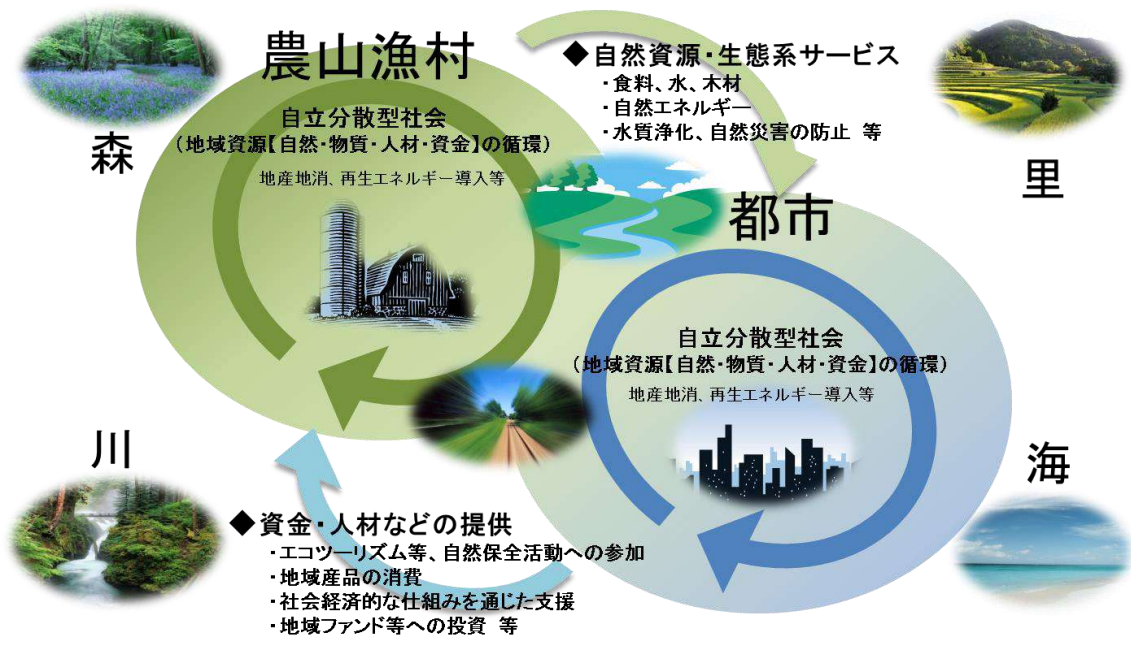 農山漁村
自立分散型社会
(地域資源【自然・物質・人材・資金】の循環)
地産地消、再生エネルギー導入等
◆自然資源・生態系サービス
・食料、水、木材
・自然エネルギー
・水質浄化、自然災害の防止 等
森
里
都市
自立分散型社会
(地域資源【自然・物質・人材・資金】の循環)
地産地消、再生エネルギー導入等
川
海
◆資金・人材などの提供
・エコツーリズム等、自然保全活動への参加
・地域産品の消費
・社会経済的な仕組みを通じた支援
・地域ファンド等への投資 等